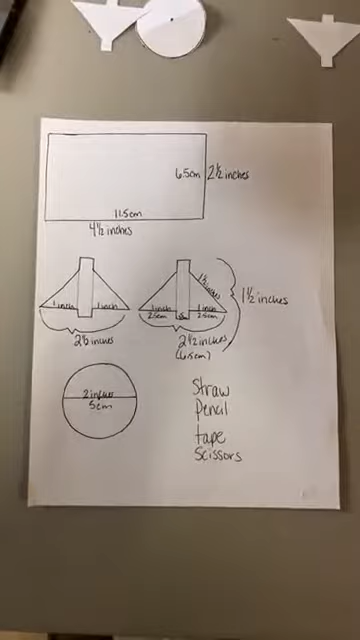 6.5cm 2½ inches
11.5cm
4½ inches
1 inch 1 inch
2½ inches
1½ inches
1 inch 1 inch
2.5cm 2.5cm
1½ inches
2½ inches
(6.5cm)
2 inches
5cm
Straw
Pencil
tape
Scissors